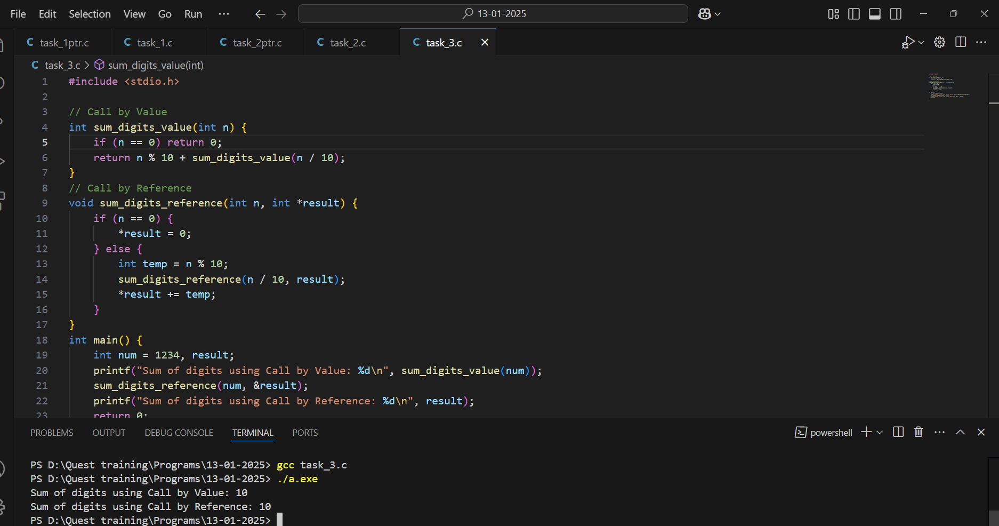 File Edit Selection View Go Run ··· 13-01-2025
C task_1ptr.c C task_1.c C task_2ptr.c C task_2.c C task_3.c
C task_3.c > sum_digits_value(int)
1 #include <stdio.h>
2
3 // Call by Value
4 int sum_digits_value(int n) {
5     if (n == 0) return 0;
6     return n % 10 + sum_digits_value(n / 10);
7 }
8 // Call by Reference
9 void sum_digits_reference(int n, int *result) {
10     if (n == 0) {
11         *result = 0;
12     } else {
13         int temp = n % 10;
14         sum_digits_reference(n / 10, result);
15         *result += temp;
16     }
17 }
18 int main() {
19     int num = 1234, result;
20     printf("Sum of digits using Call by Value: %d\n", sum_digits_value(num));
21     sum_digits_reference(num, &result);
22     printf("Sum of digits using Call by Reference: %d\n", result);
23     return 0;
PROBLEMS OUTPUT DEBUG CONSOLE TERMINAL PORTS powershell
PS D:\Quest training\Programs\13-01-2025> gcc task_3.c
PS D:\Quest training\Programs\13-01-2025> ./a.exe
Sum of digits using Call by Value: 10
Sum of digits using Call by Reference: 10
PS D:\Quest training\Programs\13-01-2025>